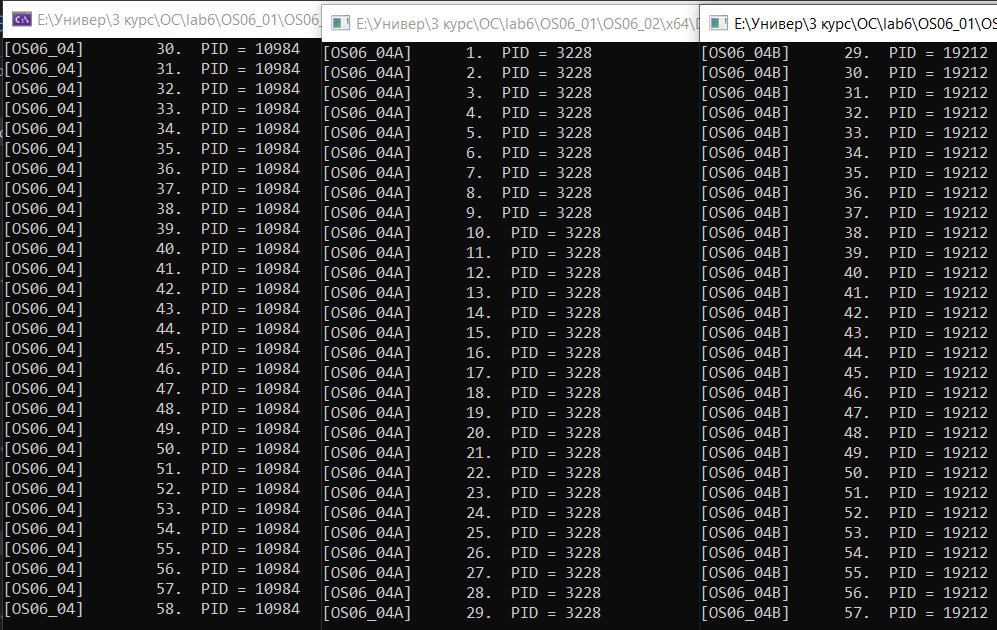 E:\Универ\3 курс\ОС\lab6\OS06_01\OS06_
[OS06_04] 30. PID = 10984
[OS06_04] 31. PID = 10984
[OS06_04] 32. PID = 10984
[OS06_04] 33. PID = 10984
[OS06_04] 34. PID = 10984
[OS06_04] 35. PID = 10984
[OS06_04] 36. PID = 10984
[OS06_04] 37. PID = 10984
[OS06_04] 38. PID = 10984
[OS06_04] 39. PID = 10984
[OS06_04] 40. PID = 10984
[OS06_04] 41. PID = 10984
[OS06_04] 42. PID = 10984
[OS06_04] 43. PID = 10984
[OS06_04] 44. PID = 10984
[OS06_04] 45. PID = 10984
[OS06_04] 46. PID = 10984
[OS06_04] 47. PID = 10984
[OS06_04] 48. PID = 10984
[OS06_04] 49. PID = 10984
[OS06_04] 50. PID = 10984
[OS06_04] 51. PID = 10984
[OS06_04] 52. PID = 10984
[OS06_04] 53. PID = 10984
[OS06_04] 54. PID = 10984
[OS06_04] 55. PID = 10984
[OS06_04] 56. PID = 10984
[OS06_04] 57. PID = 10984
[OS06_04] 58. PID = 10984
E:\Универ\3 курс\ОС\lab6\OS06_01\OS06_02\x64\D
[OS06_04A] 1. PID = 3228
[OS06_04A] 2. PID = 3228
[OS06_04A] 3. PID = 3228
[OS06_04A] 4. PID = 3228
[OS06_04A] 5. PID = 3228
[OS06_04A] 6. PID = 3228
[OS06_04A] 7. PID = 3228
[OS06_04A] 8. PID = 3228
[OS06_04A] 9. PID = 3228
[OS06_04A] 10. PID = 3228
[OS06_04A] 11. PID = 3228
[OS06_04A] 12. PID = 3228
[OS06_04A] 13. PID = 3228
[OS06_04A] 14. PID = 3228
[OS06_04A] 15. PID = 3228
[OS06_04A] 16. PID = 3228
[OS06_04A] 17. PID = 3228
[OS06_04A] 18. PID = 3228
[OS06_04A] 19. PID = 3228
[OS06_04A] 20. PID = 3228
[OS06_04A] 21. PID = 3228
[OS06_04A] 22. PID = 3228
[OS06_04A] 23. PID = 3228
[OS06_04A] 24. PID = 3228
[OS06_04A] 25. PID = 3228
[OS06_04A] 26. PID = 3228
[OS06_04A] 27. PID = 3228
[OS06_04A] 28. PID = 3228
[OS06_04A] 29. PID = 3228
E:\Универ\3 курс\ОС\lab6\OS06_01\OS
[OS06_04B] 29. PID = 19212
[OS06_04B] 30. PID = 19212
[OS06_04B] 31. PID = 19212
[OS06_04B] 32. PID = 19212
[OS06_04B] 33. PID = 19212
[OS06_04B] 34. PID = 19212
[OS06_04B] 35. PID = 19212
[OS06_04B] 36. PID = 19212
[OS06_04B] 37. PID = 19212
[OS06_04B] 38. PID = 19212
[OS06_04B] 39. PID = 19212
[OS06_04B] 40. PID = 19212
[OS06_04B] 41. PID = 19212
[OS06_04B] 42. PID = 19212
[OS06_04B] 43. PID = 19212
[OS06_04B] 44. PID = 19212
[OS06_04B] 45. PID = 19212
[OS06_04B] 46. PID = 19212
[OS06_04B] 47. PID = 19212
[OS06_04B] 48. PID = 19212
[OS06_04B] 49. PID = 19212
[OS06_04B] 50. PID = 19212
[OS06_04B] 51. PID = 19212
[OS06_04B] 52. PID = 19212
[OS06_04B] 53. PID = 19212
[OS06_04B] 54. PID = 19212
[OS06_04B] 55. PID = 19212
[OS06_04B] 56. PID = 19212
[OS06_04B] 57. PID = 19212